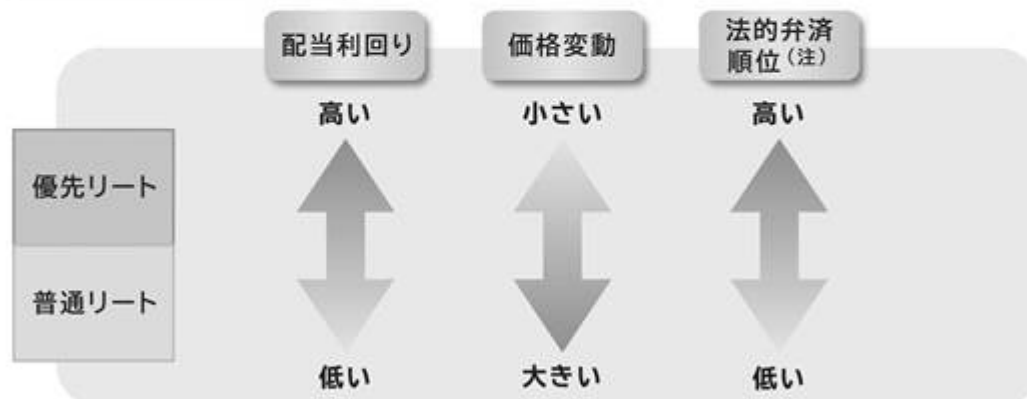 配当利回り
価格変動
法的弁済
順位(注)
高い
小さい
高い
優先リート
普通リート
低い
大きい
低い